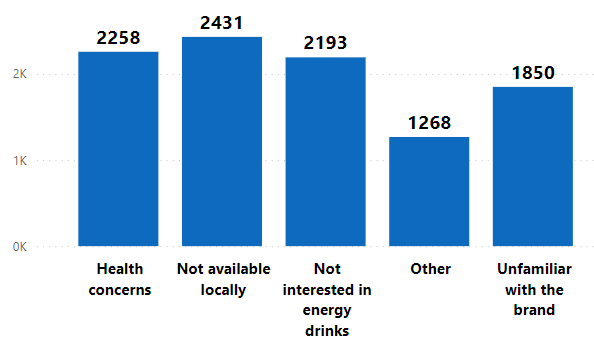 2258
2431
2193
1268
1850
2K
1K
0K
Health
concerns
Not available
locally
Not
interested in
energy
drinks
Other
Unfamiliar
with the
brand